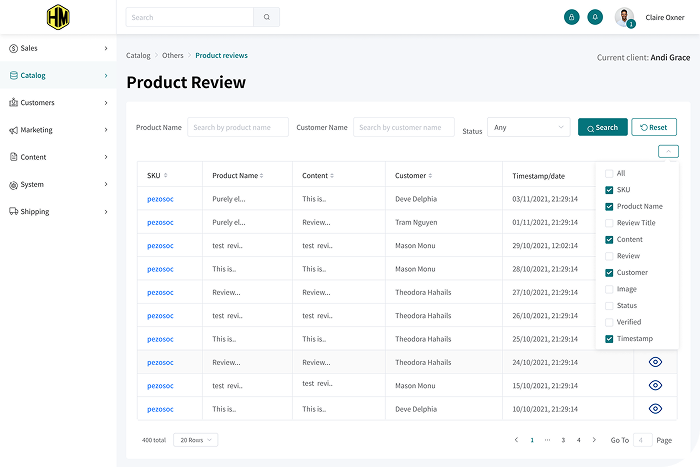 HM
Search
1
Claire Oxner
Sales
Catalog
Customers
Marketing
Content
System
Shipping
Catalog
Others
Product reviews
Current client: Andi Grace
Product Review
Product Name
Search by product name
Customer Name
Search by customer name
Status
Any
Search
Reset
SKU Product Name Content Customer Timestamp/date
pezosoc Purely el... This is.. Deve Delphia 03/11/2021, 21:29:14
pezosoc Purely el... Review... Tram Nguyen 01/11/2021, 21:29:14
pezosoc test revi.. test revi.. Mason Monu 29/10/2021, 12:02:14
pezosoc This is.. This is.. Mason Monu 28/10/2021, 21:29:14
pezosoc Review... Review... Theodora Hahails 27/10/2021, 21:29:14
pezosoc test revi.. test revi.. Theodora Hahails 26/10/2021, 21:29:14
pezosoc This is.. This is.. Theodora Hahails 25/10/2021, 21:29:14
pezosoc Review... Review... Theodora Hahails 24/10/2021, 21:29:14
pezosoc test revi.. test revi.. Mason Monu 15/10/2021, 21:29:14
pezosoc This is.. This is.. Deve Delphia 10/10/2021, 21:29:14
All
SKU
Product Name
Review Title
Content
Review
Customer
Image
Status
Verified
Timestamp
400 total
20 Rows
1 ··· 3 4
Go To 4 Page